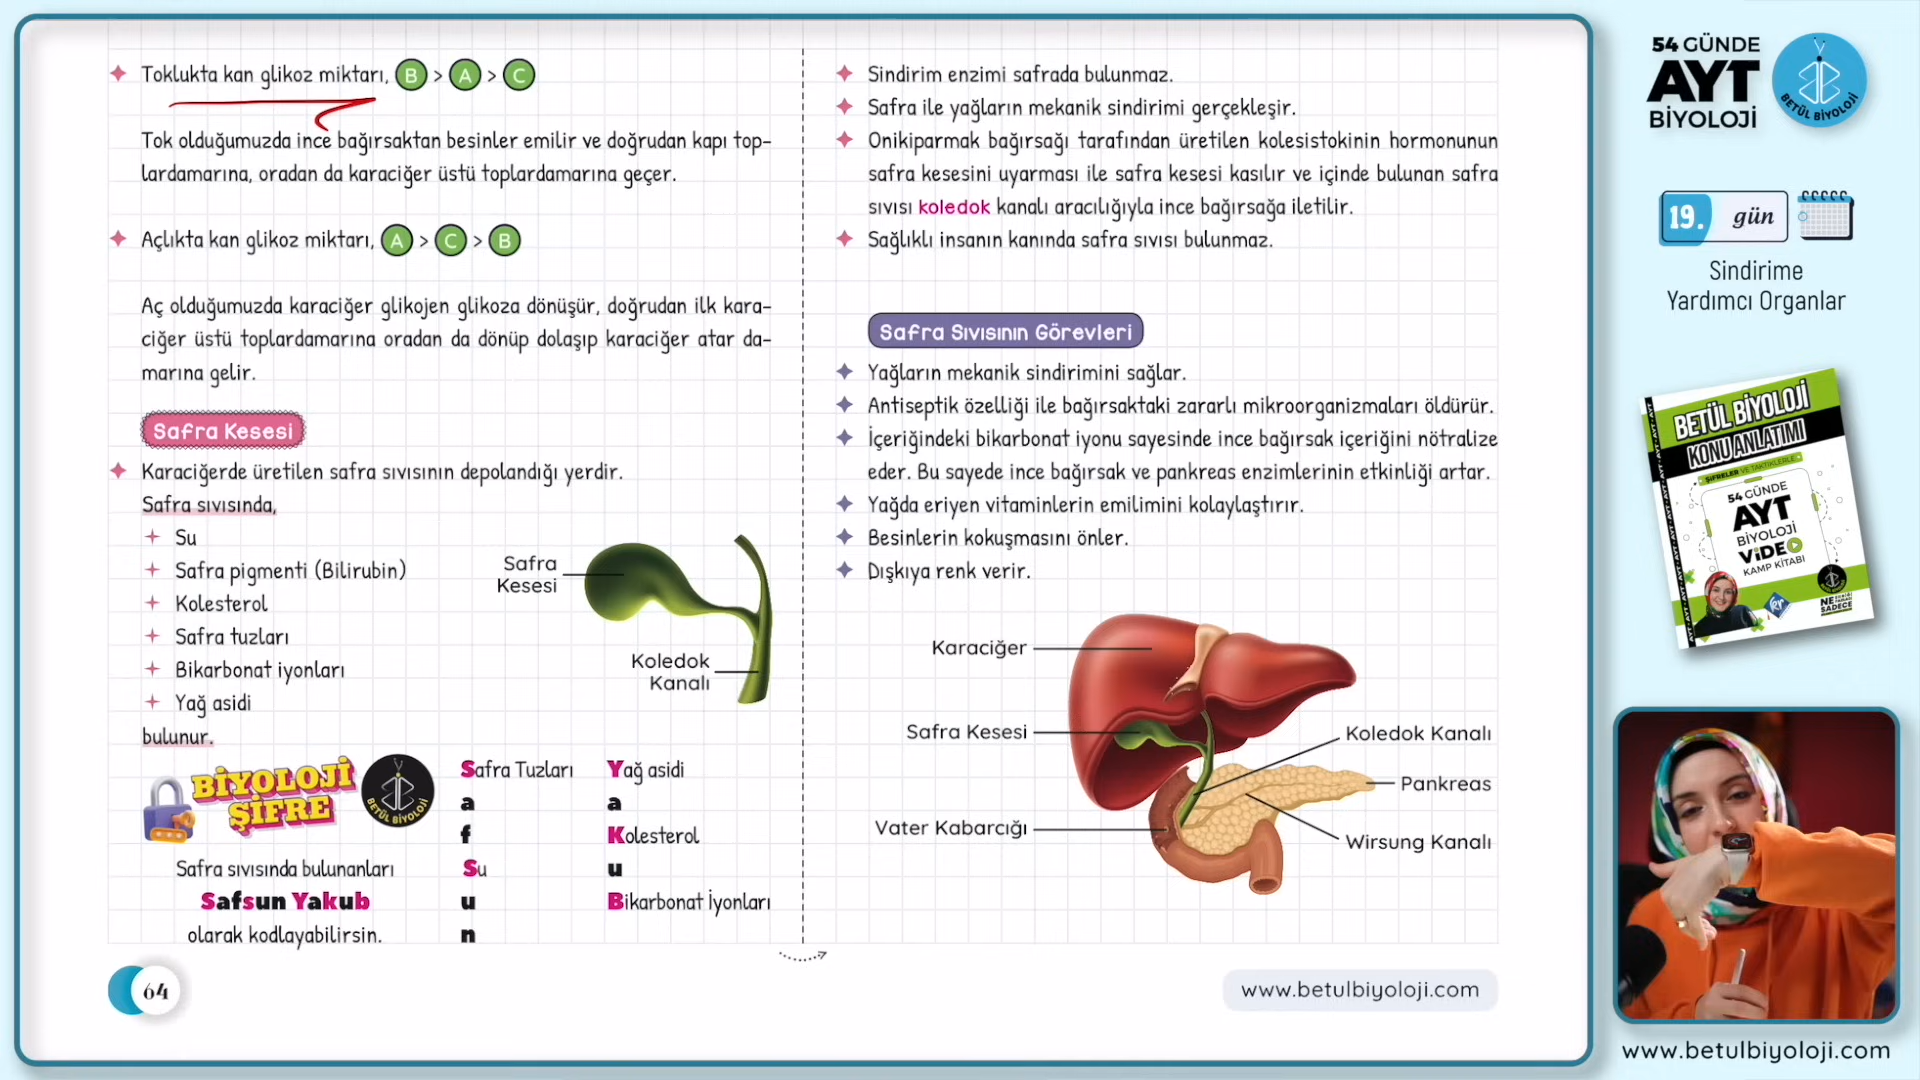 Toklukta kan glikoz miktarı, B > A > C
Tok olduğumuzda ince bağırsaktan besinler emilir ve doğrudan kapı top-
lardamarına, oradan da karaciğer üstü toplardamarına geçer.
Açlıkta kan glikoz miktarı, A > C > B
Aç olduğumuzda karaciğer glikojen glikoza dönüşür, doğrudan ilk kara-
ciğer üstü toplardamarına oradan da dönüp dolaşıp karaciğer atar da-
marına gelir.
Safra Kesesi
Karaciğerde üretilen safra sıvısının depolandığı yerdir.
Safra sıvısında,
Su
Safra pigmenti (Bilirubin)
Kolesterol
Safra tuzları
Bikarbonat iyonları
Yağ asidi
bulunur.
Safra
Kesesi
Koledok
Kanalı
BİYOLOJİ
ŞİFRE
BETÜL BİYOLOJİ
Safra sıvısında bulunanları
Safsun Yakub
olarak kodlayabilirsin.
Safra Tuzları
a
f
Su
u
n
Yağ asidi
a
Kolesterol
u
Bikarbonat İyonları
64
Sindirim enzimi safrada bulunmaz.
Safra ile yağların mekanik sindirimi gerçekleşir.
Onikiparmak bağırsağı tarafından üretilen kolesistokinin hormonunun
safra kesesini uyarması ile safra kesesi kasılır ve içinde bulunan safra
sıvısı koledok kanalı aracılığıyla ince bağırsağa iletilir.
Sağlıklı insanın kanında safra sıvısı bulunmaz.
Safra Sıvısının Görevleri
Yağların mekanik sindirimini sağlar.
Antiseptik özelliği ile bağırsaktaki zararlı mikroorganizmaları öldürür.
İçeriğindeki bikarbonat iyonu sayesinde ince bağırsak içeriğini nötralize
eder. Bu sayede ince bağırsak ve pankreas enzimlerinin etkinliği artar.
Yağda eriyen vitaminlerin emilimini kolaylaştırır.
Besinlerin kokuşmasını önler.
Dışkıya renk verir.
Karaciğer
Safra Kesesi
Vater Kabarcığı
Koledok Kanalı
Pankreas
Wirsung Kanalı
www.betulbiyoloji.com
54 GÜNDE
AYT
BİYOLOJİ
BETÜL BİYOLOJİ
19. gün
Sindirime
Yardımcı Organlar
BETÜL BİYOLOJİ
KONU ANLATIMI
ŞİFRELER VE TAKTİKLERLE
54 GÜNDE
AYT
BİYOLOJİ
VİDEO
KAMP KİTABI
www.betulbiyoloji.com